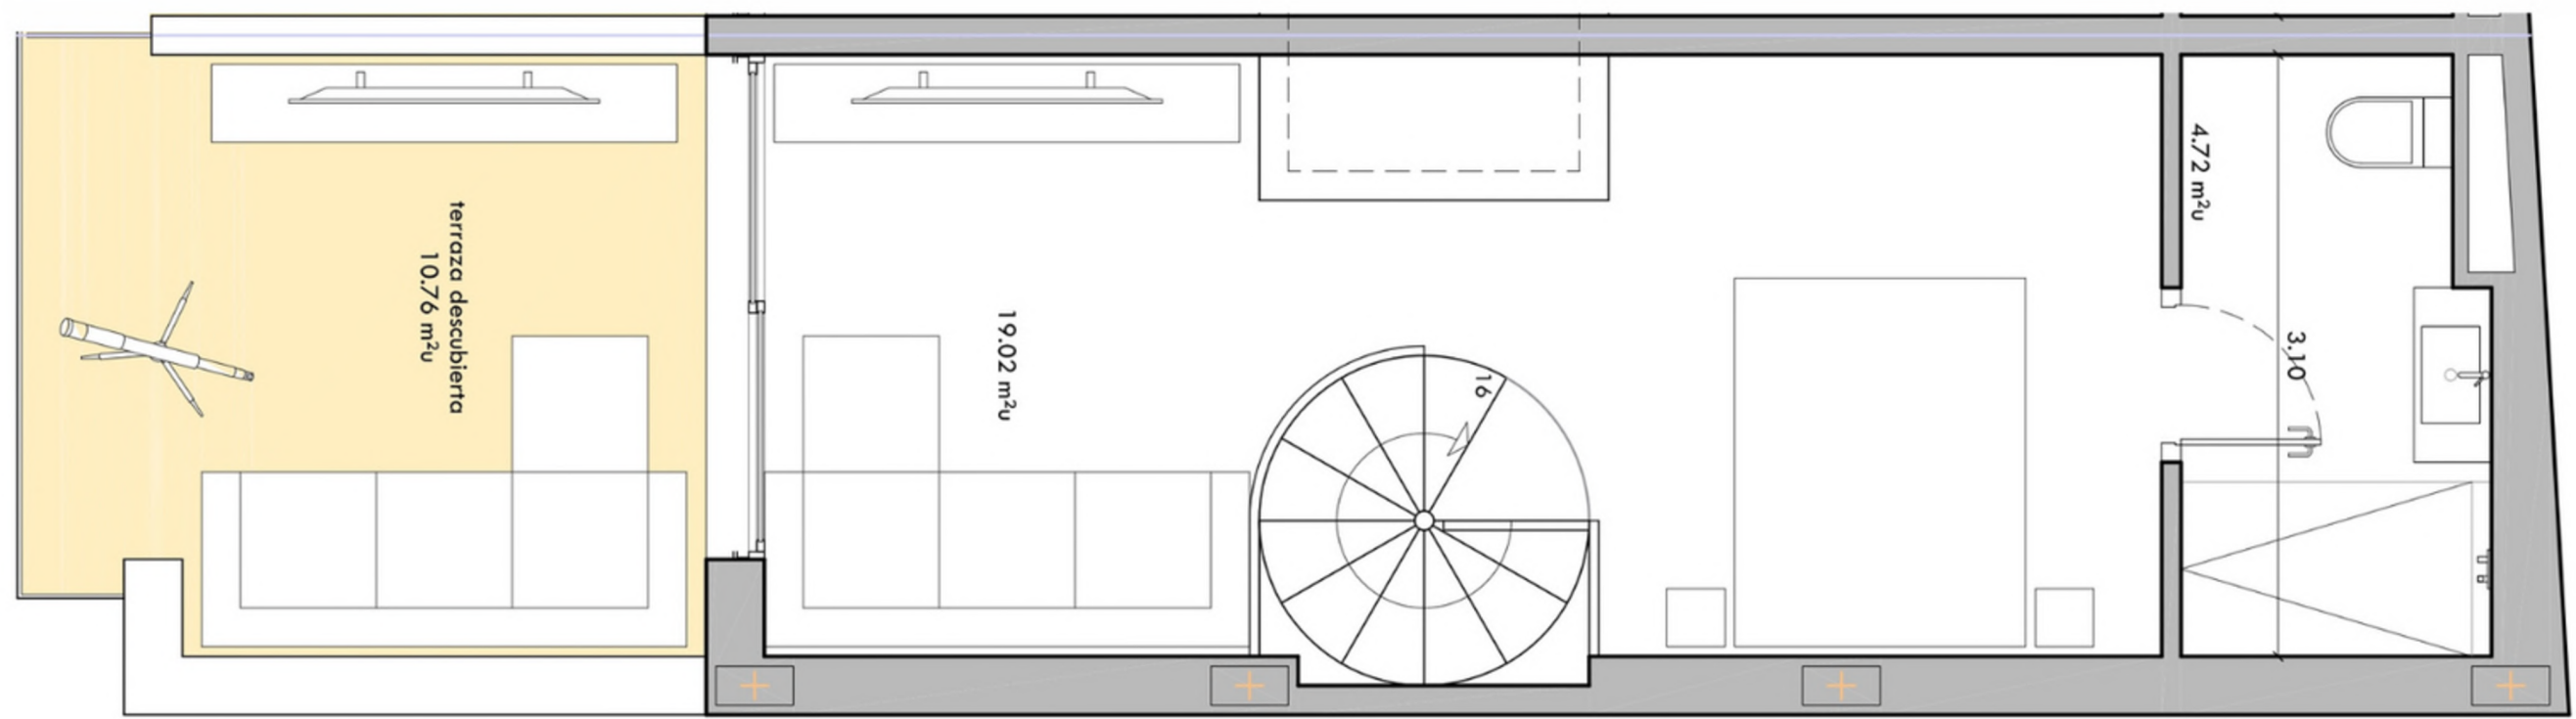 terraza descubierta
10.76 m²u
19.02 m²u
16
4.72 m²u
3.10